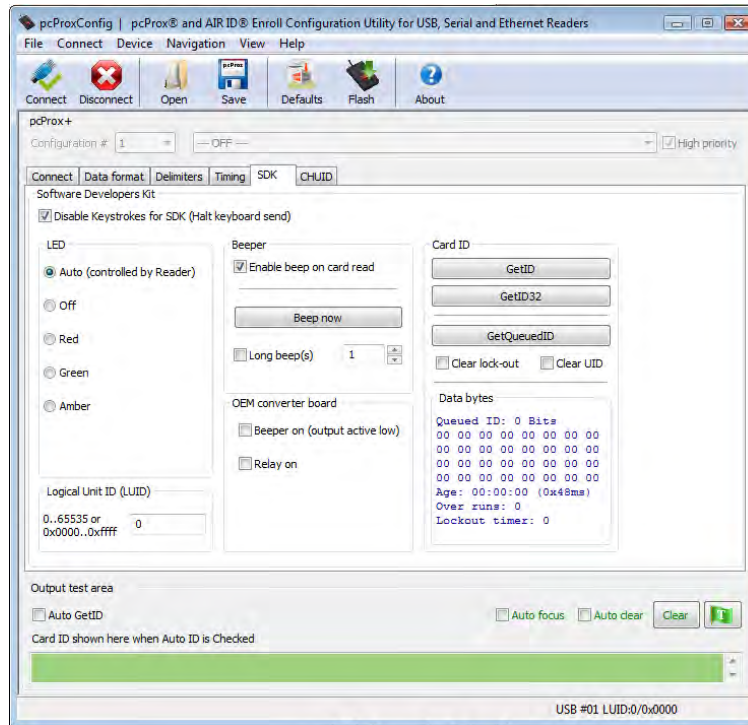 pcProxConfig | pcProx® and AIR ID® Enroll Configuration Utility for USB, Serial and Ethernet Readers
File Connect Device Navigation View Help
pcProx
Connect Disconnect Open Save Defaults Flash About
pcProx+
Configuration # 1 --- OFF --- High priority
Connect Data format Delimiters Timing SDK CHUID
Software Developers Kit
Disable Keystrokes for SDK (Halt keyboard send)
LED
Auto (controlled by Reader)
Off
Red
Green
Amber
Logical Unit ID (LUID)
0..65535 or
0x0000..0xffff
0
Beeper
Enable beep on card read
Beep now
Long beep(s) 1
OEM converter board
Beeper on (output active low)
Relay on
Card ID
GetID
GetID32
GetQueuedID
Clear lock-out Clear UID
Data bytes
Queued ID: 0 Bits
00 00 00 00 00 00 00 00
00 00 00 00 00 00 00 00
00 00 00 00 00 00 00 00
00 00 00 00 00 00 00 00
Age: 00:00:00 (0x48ms)
Over runs: 0
Lockout timer: 0
Output test area
Auto GetID Auto focus Auto clear Clear
Card ID shown here when Auto ID is Checked
USB #01 LUID:0/0x0000